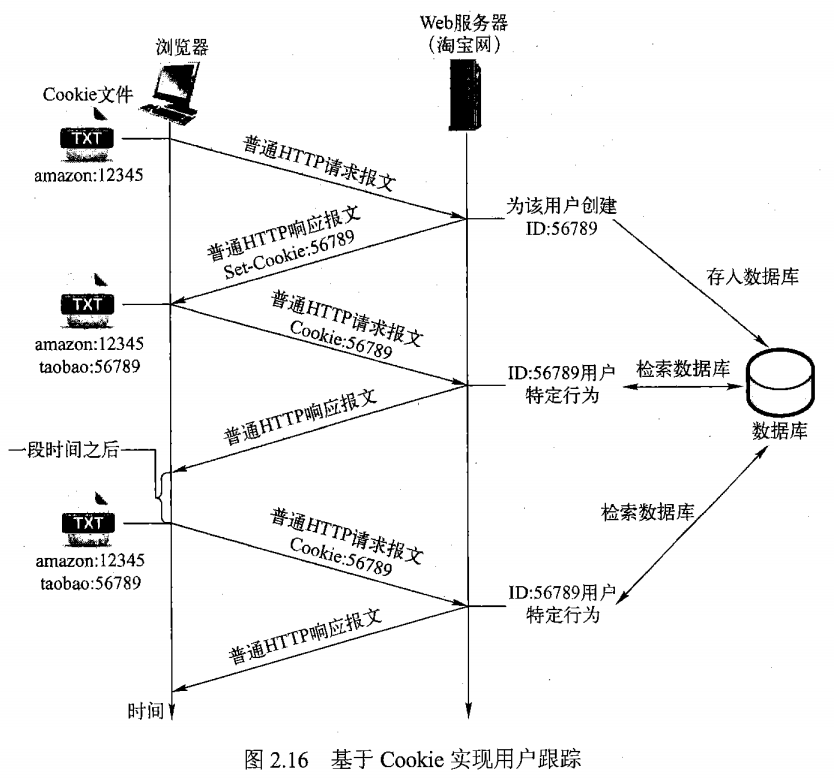 Web服务器
（淘宝网）
浏览器
Cookie文件
TXT
amazon:12345
普通HTTP请求报文
为该用户创建
ID:56789
普通HTTP响应报文
Set-Cookie:56789
存入数据库
TXT
amazon:12345
taobao:56789
普通HTTP请求报文
Cookie:56789
ID:56789用户
特定行为
检索数据库
数据库
普通HTTP响应报文
一段时间之后
TXT
amazon:12345
taobao:56789
普通HTTP请求报文
Cookie:56789
检索数据库
ID:56789用户
特定行为
普通HTTP响应报文
时间
图 2.16 基于 Cookie 实现用户跟踪